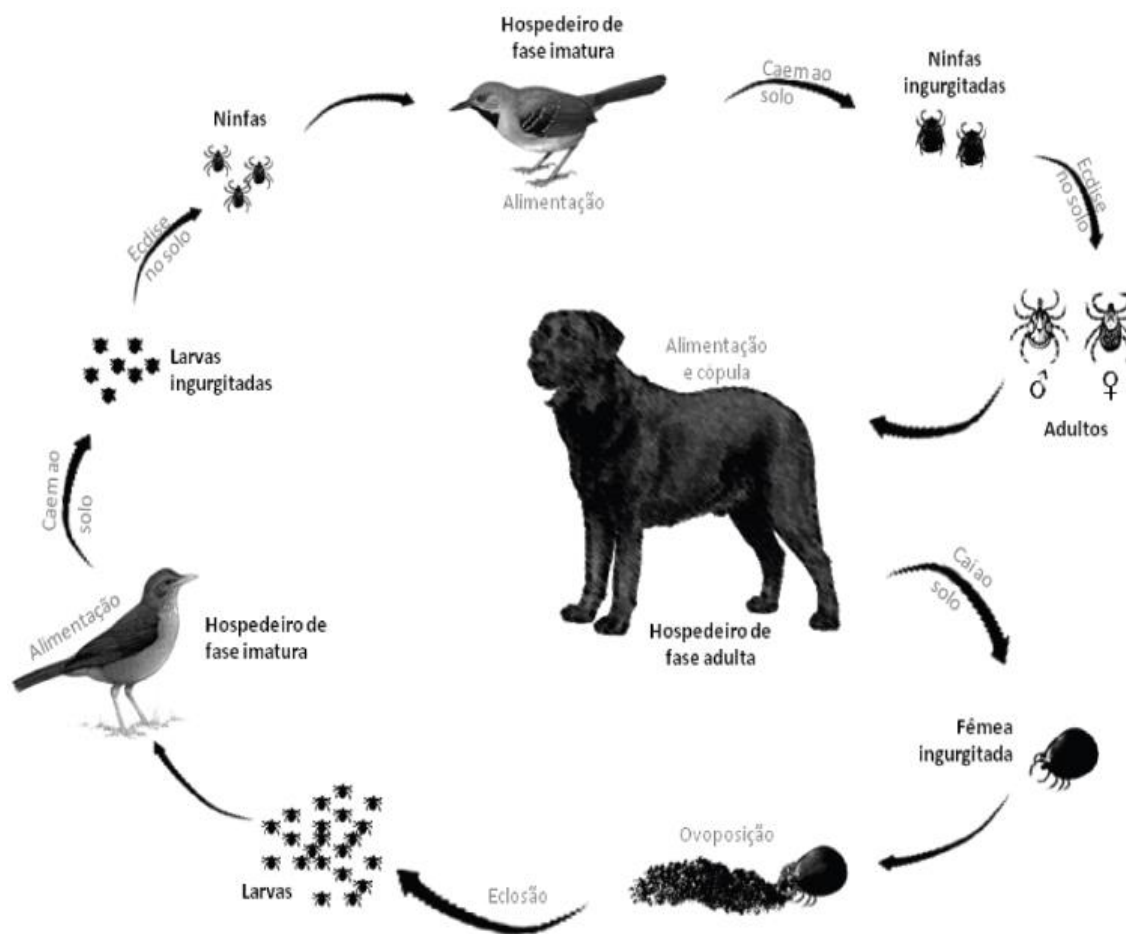 Hospedeiro de
fase imatura
Alimentação
Caem ao
solo
Ninfas
ingurgitadas
Ecdise
no solo
Adultos
Alimentação
e cópula
Hospedeiro de
fase adulta
Cai ao
solo
Fêmea
ingurgitada
Ovoposição
Eclosão
Larvas
Hospedeiro de
fase imatura
Alimentação
Caem ao
solo
Larvas
ingurgitadas
Ecdise
no solo
Ninfas